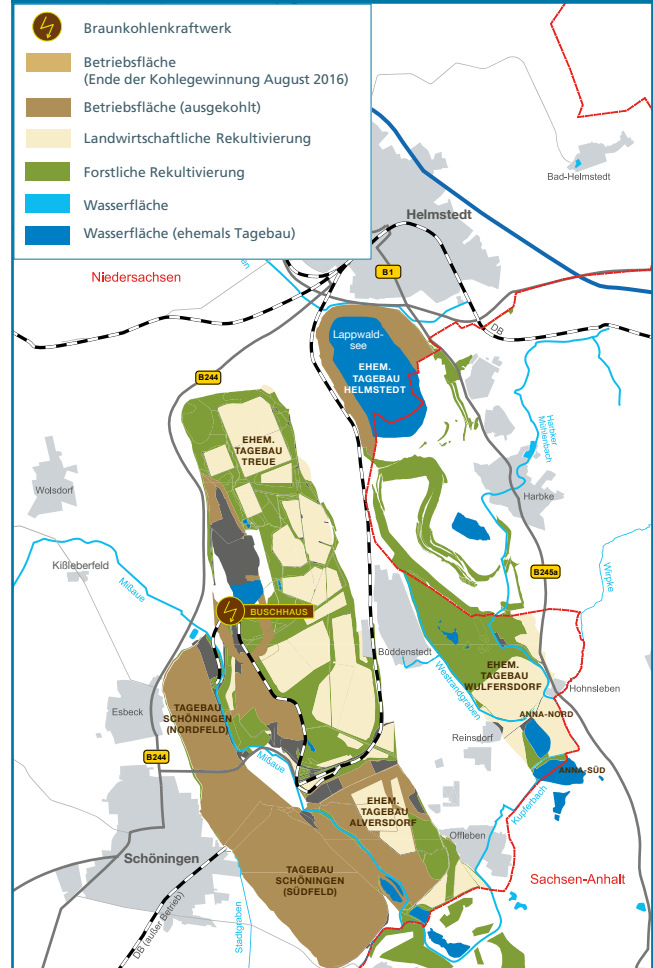 Braunkohlenkraftwerk
Betriebsfläche
(Ende der Kohlegewinnung August 2016)
Betriebsfläche (ausgekohlt)
Landwirtschaftliche Rekultivierung
Forstliche Rekultivierung
Wasserfläche
Wasserfläche (ehemals Tagebau)
Bad-Helmstedt
Helmstedt
Niedersachsen
B1
DB
Lappwald-
see
EHEM.
TAGEBAU
HELMSTEDT
B244
Harbker
Mühlenbach
EHEM.
TAGEBAU
TREUE
Wolsdorf
Harbke
Kißleberfeld
Mißaue
B245a
Wirpke
BUSCHHAUS
Büddenstedt
Westrandgraben
EHEM.
TAGEBAU
WULFERSDORF
Hohnsleben
Esbeck
TAGEBAU
SCHÖNINGEN
(NORDFELD)
ANNA-NORD
Reinsdorf
B244
Mißaue
ANNA-SÜD
EHEM.
TAGEBAU
ALVERSDORF
Kupferbach
Offleben
Schöningen
TAGEBAU
SCHÖNINGEN
(SÜDFELD)
Sachsen-Anhalt
Stadtgraben
DB (außer Betrieb)